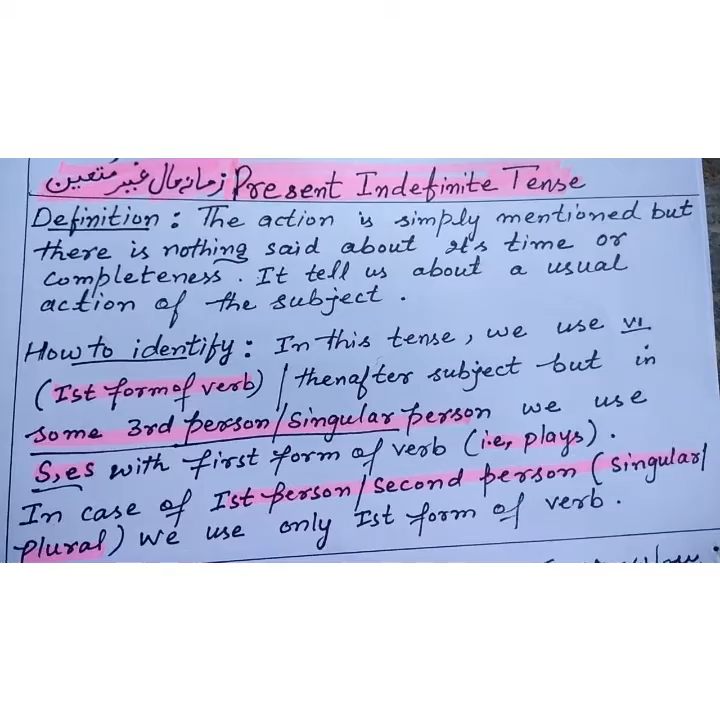 زمانہ حال غیر متعین Present Indefinite Tense
Definition : The action is simply mentioned but
there is nothing said about it's time or
completeness. It tell us about a usual
action of the subject.
How to identify : In this tense, we use V1
(Ist form of verb) / thenafter subject but in
some 3rd person/Singular person we use
S,es with first form of verb (i.e, plays).
In case of Ist person/second person (Singular/
plural) we use only Ist form of verb.